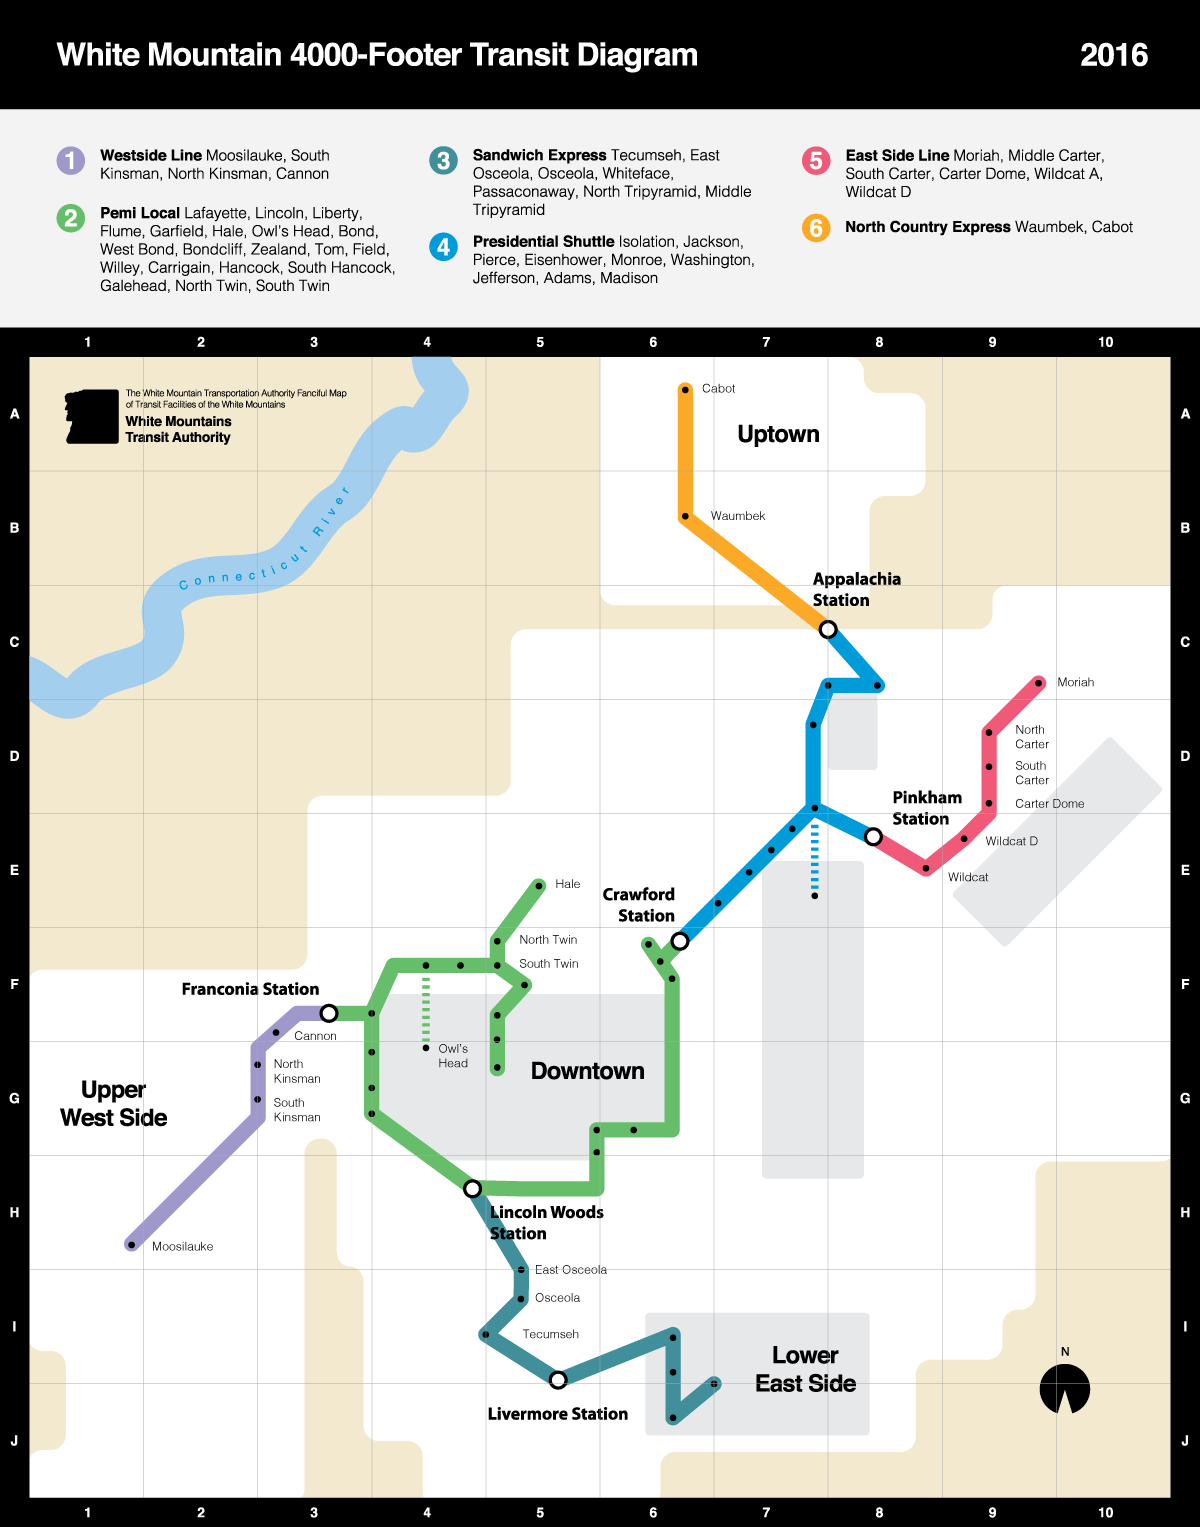 White Mountain 4000-Footer Transit Diagram
2016
1
Westside Line Moosilauke, South
Kinsman, North Kinsman, Cannon
2
Pemi Local Lafayette, Lincoln, Liberty,
Flume, Garfield, Hale, Owl's Head, Bond,
West Bond, Bondcliff, Zealand, Tom, Field,
Willey, Carrigain, Hancock, South Hancock,
Galehead, North Twin, South Twin
3
Sandwich Express Tecumseh, East
Osceola, Osceola, Whiteface,
Passaconaway, North Tripyramid, Middle
Tripyramid
4
Presidential Shuttle Isolation, Jackson,
Pierce, Eisenhower, Monroe, Washington,
Jefferson, Adams, Madison
5
East Side Line Moriah, Middle Carter,
South Carter, Carter Dome, Wildcat A,
Wildcat D
6
North Country Express Waumbek, Cabot
1 2 3 4 5 6 7 8 9 10
The White Mountain Transportation Authority Fanciful Map
of Transit Facilities of the White Mountains
White Mountains
Transit Authority
A
A
Cabot
Uptown
Connecticut River
B
B
Waumbek
Appalachia
Station
C
C
Moriah
North
Carter
D
D
South
Carter
Pinkham
Station
Carter Dome
Wildcat D
E
E
Wildcat
Hale
Crawford
Station
North Twin
South Twin
F
F
Franconia Station
Cannon
Owl's
Head
North
Kinsman
Downtown
Upper
West Side
G
G
South
Kinsman
H
H
Lincoln Woods
Station
Moosilauke
East Osceola
Osceola
I
I
Tecumseh
Lower
East Side
N
Livermore Station
J
J
1 2 3 4 5 6 7 8 9 10